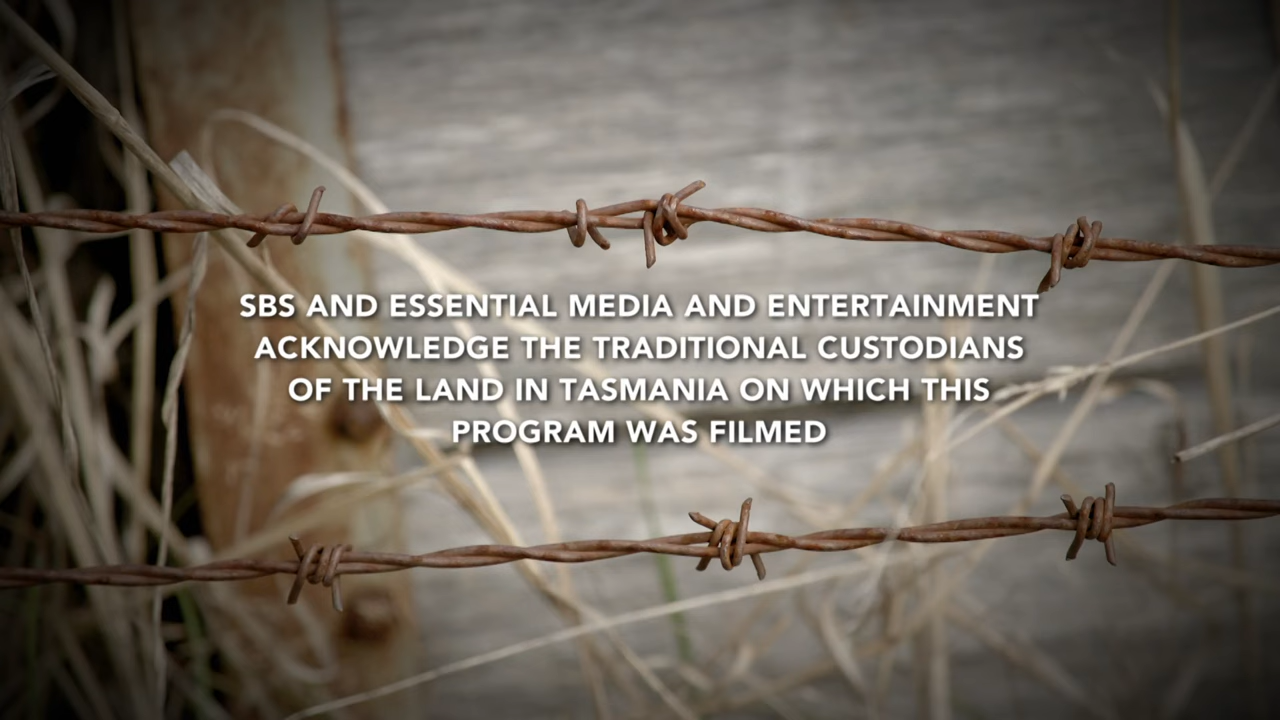 SBS AND ESSENTIAL MEDIA AND ENTERTAINMENT
ACKNOWLEDGE THE TRADITIONAL CUSTODIANS
OF THE LAND IN TASMANIA ON WHICH THIS
PROGRAM WAS FILMED